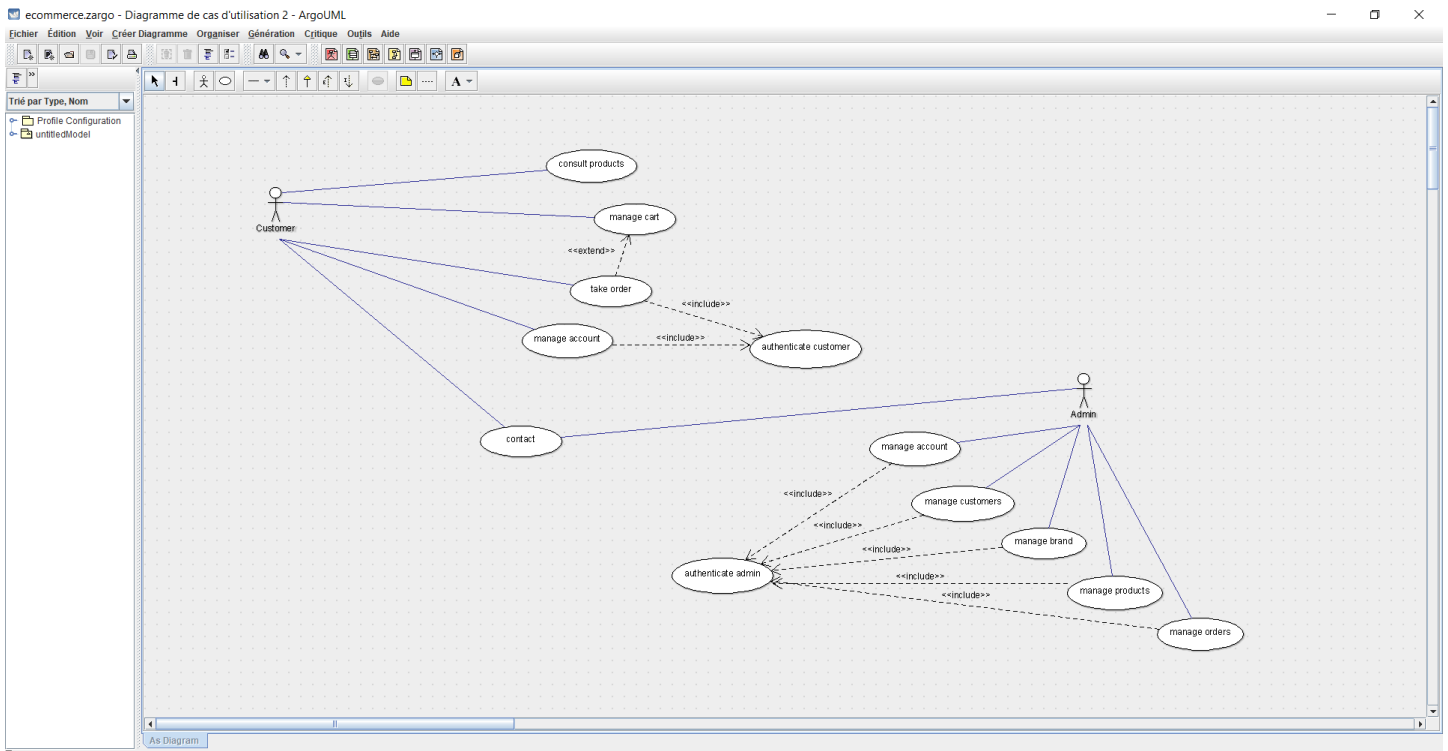 ecommerce.zargo - Diagramme de cas d'utilisation 2 - ArgoUML
Fichier Édition Voir Créer Diagramme Organiser Génération Critique Outils Aide
»
A
Trié par Type, Nom
Profile Configuration
untitledModel
consult products
manage cart
Customer
<<extend>>
take order
<<include>>
manage account
<<include>>
authenticate customer
Admin
contact
manage account
<<include>>
manage customers
<<include>>
manage brand
<<include>>
authenticate admin
<<include>>
manage products
<<include>>
manage orders
As Diagram